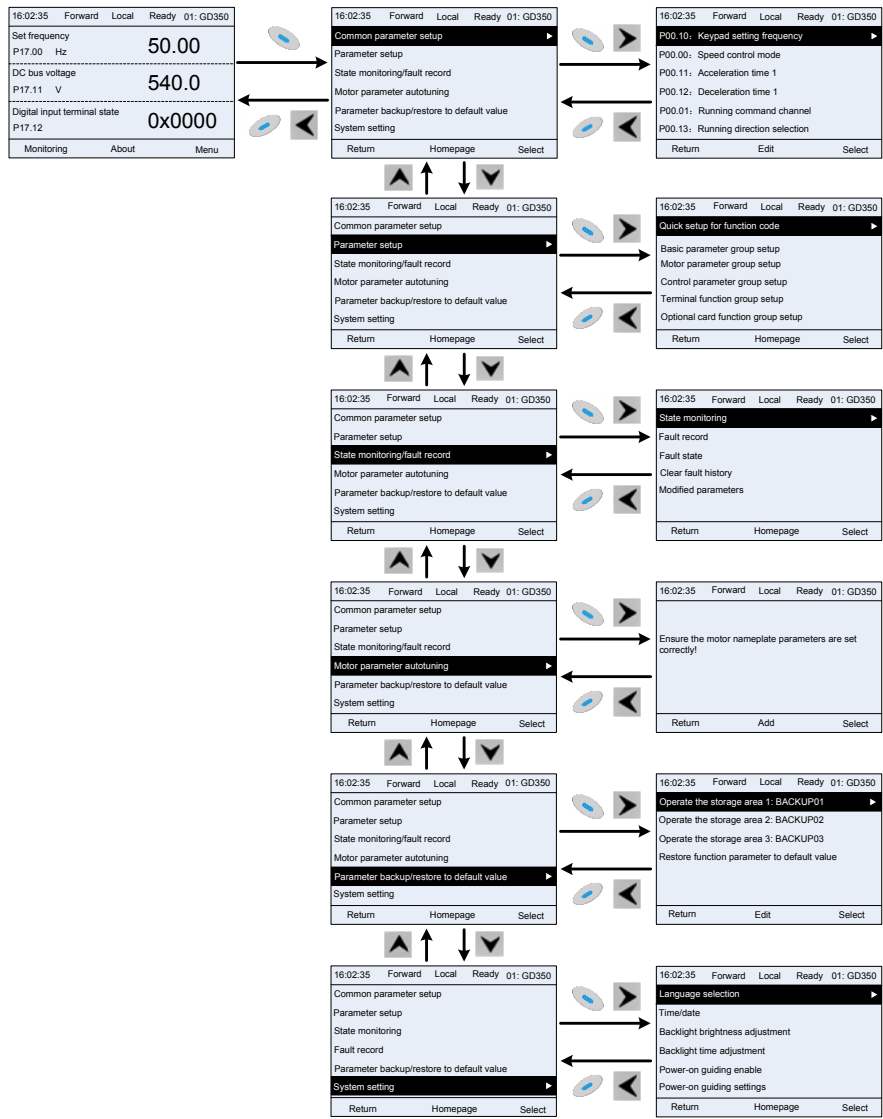 16:02:35 Forward Local Ready 01: GD350
Set frequency
P17.00 Hz
50.00
DC bus voltage
P17.11 V
540.0
Digital input terminal state
P17.12
0x0000
Monitoring About Menu
16:02:35 Forward Local Ready 01: GD350
Common parameter setup
Parameter setup
State monitoring/fault record
Motor parameter autotuning
Parameter backup/restore to default value
System setting
Return Homepage Select
16:02:35 Forward Local Ready 01: GD350
P00.10: Keypad setting frequency
P00.00: Speed control mode
P00.11: Acceleration time 1
P00.12: Deceleration time 1
P00.01: Running command channel
P00.13: Running direction selection
Return Edit Select
16:02:35 Forward Local Ready 01: GD350
Common parameter setup
Parameter setup
State monitoring/fault record
Motor parameter autotuning
Parameter backup/restore to default value
System setting
Return Homepage Select
16:02:35 Forward Local Ready 01: GD350
Quick setup for function code
Basic parameter group setup
Motor parameter group setup
Control parameter group setup
Terminal function group setup
Optional card function group setup
Return Homepage Select
16:02:35 Forward Local Ready 01: GD350
Common parameter setup
Parameter setup
State monitoring/fault record
Motor parameter autotuning
Parameter backup/restore to default value
System setting
Return Homepage Select
16:02:35 Forward Local Ready 01: GD350
State monitoring
Fault record
Fault state
Clear fault history
Modified parameters
Return Homepage Select
16:02:35 Forward Local Ready 01: GD350
Common parameter setup
Parameter setup
State monitoring/fault record
Motor parameter autotuning
Parameter backup/restore to default value
System setting
Return Homepage Select
16:02:35 Forward Local Ready 01: GD350
Ensure the motor nameplate parameters are set
correctly!
Return Add Select
16:02:35 Forward Local Ready 01: GD350
Common parameter setup
Parameter setup
State monitoring/fault record
Motor parameter autotuning
Parameter backup/restore to default value
System setting
Return Homepage Select
16:02:35 Forward Local Ready 01: GD350
Operate the storage area 1: BACKUP01
Operate the storage area 2: BACKUP02
Operate the storage area 3: BACKUP03
Restore function parameter to default value
Return Edit Select
16:02:35 Forward Local Ready 01: GD350
Common parameter setup
Parameter setup
State monitoring
Fault record
Parameter backup/restore to default value
System setting
Return Homepage Select
16:02:35 Forward Local Ready 01: GD350
Language selection
Time/date
Backlight brightness adjustment
Backlight time adjustment
Power-on guiding enable
Power-on guiding settings
Return Homepage Select